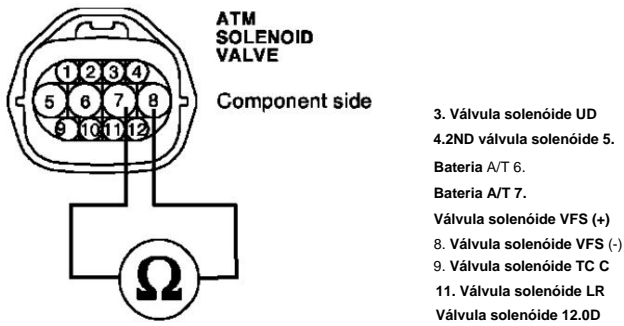 ATM
SOLENOID
VALVE
1 2 3 4
5 6 7 8
9 10 11 12
Component side
Ω
3. Válvula solenóide UD
4.2ND válvula solenóide 5.
Bateria A/T 6.
Bateria A/T 7.
Válvula solenóide VFS (+)
8. Válvula solenóide VFS (-)
9. Válvula solenóide TC C
11. Válvula solenóide LR
Válvula solenóide 12.0D